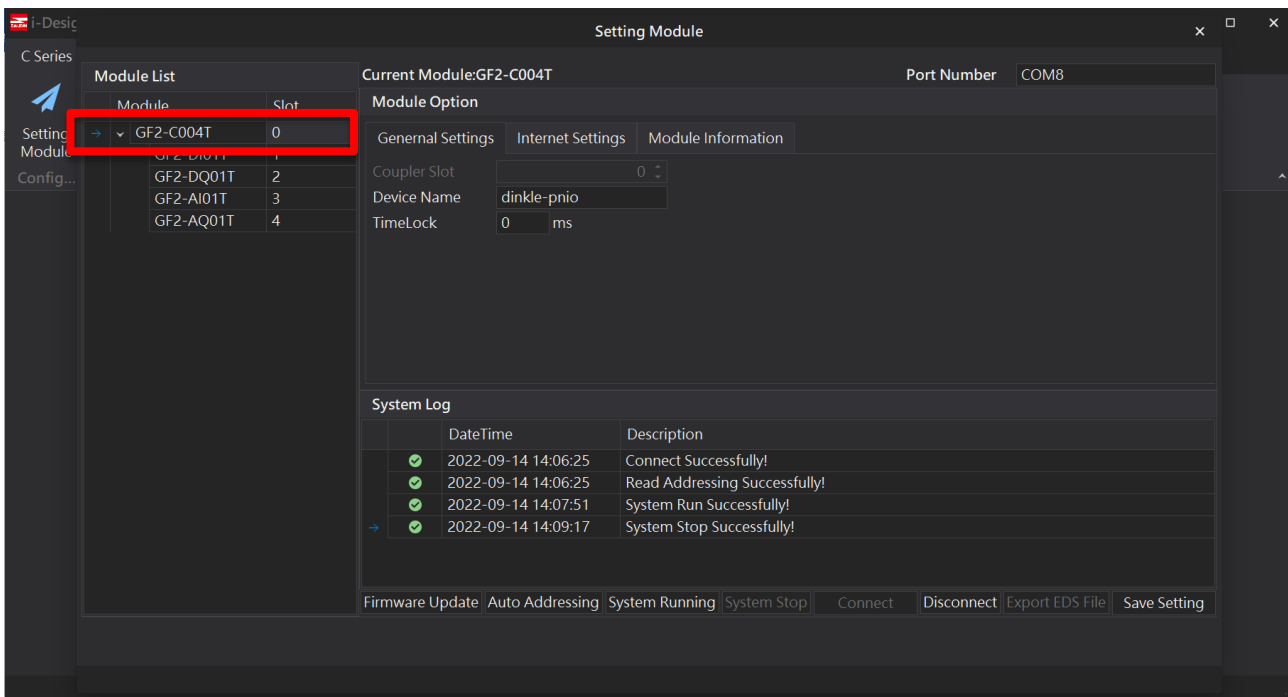 i-Desig
Setting Module
C Series
Setting
Module
Config...
Module List
Module Slot
GF2-C004T 0
GF2-DI01T 1
GF2-DQ01T 2
GF2-AI01T 3
GF2-AQ01T 4
Current Module:GF2-C004T
Port Number COM8
Module Option
Genernal Settings Internet Settings Module Information
Coupler Slot 0
Device Name dinkle-pnio
TimeLock 0 ms
System Log
DateTime Description
2022-09-14 14:06:25 Connect Successfully!
2022-09-14 14:06:25 Read Addressing Successfully!
2022-09-14 14:07:51 System Run Successfully!
2022-09-14 14:09:17 System Stop Successfully!
Firmware Update Auto Addressing System Running System Stop Connect Disconnect Export EDS File Save Setting